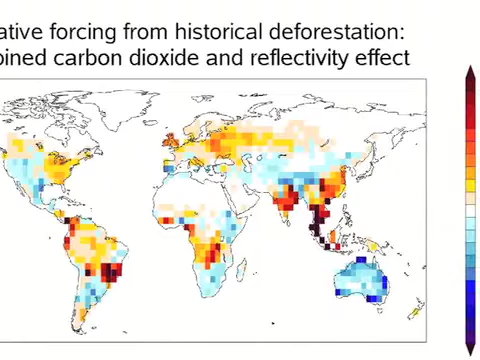 ative forcing from historical deforestation:
bined carbon dioxide and reflectivity effect